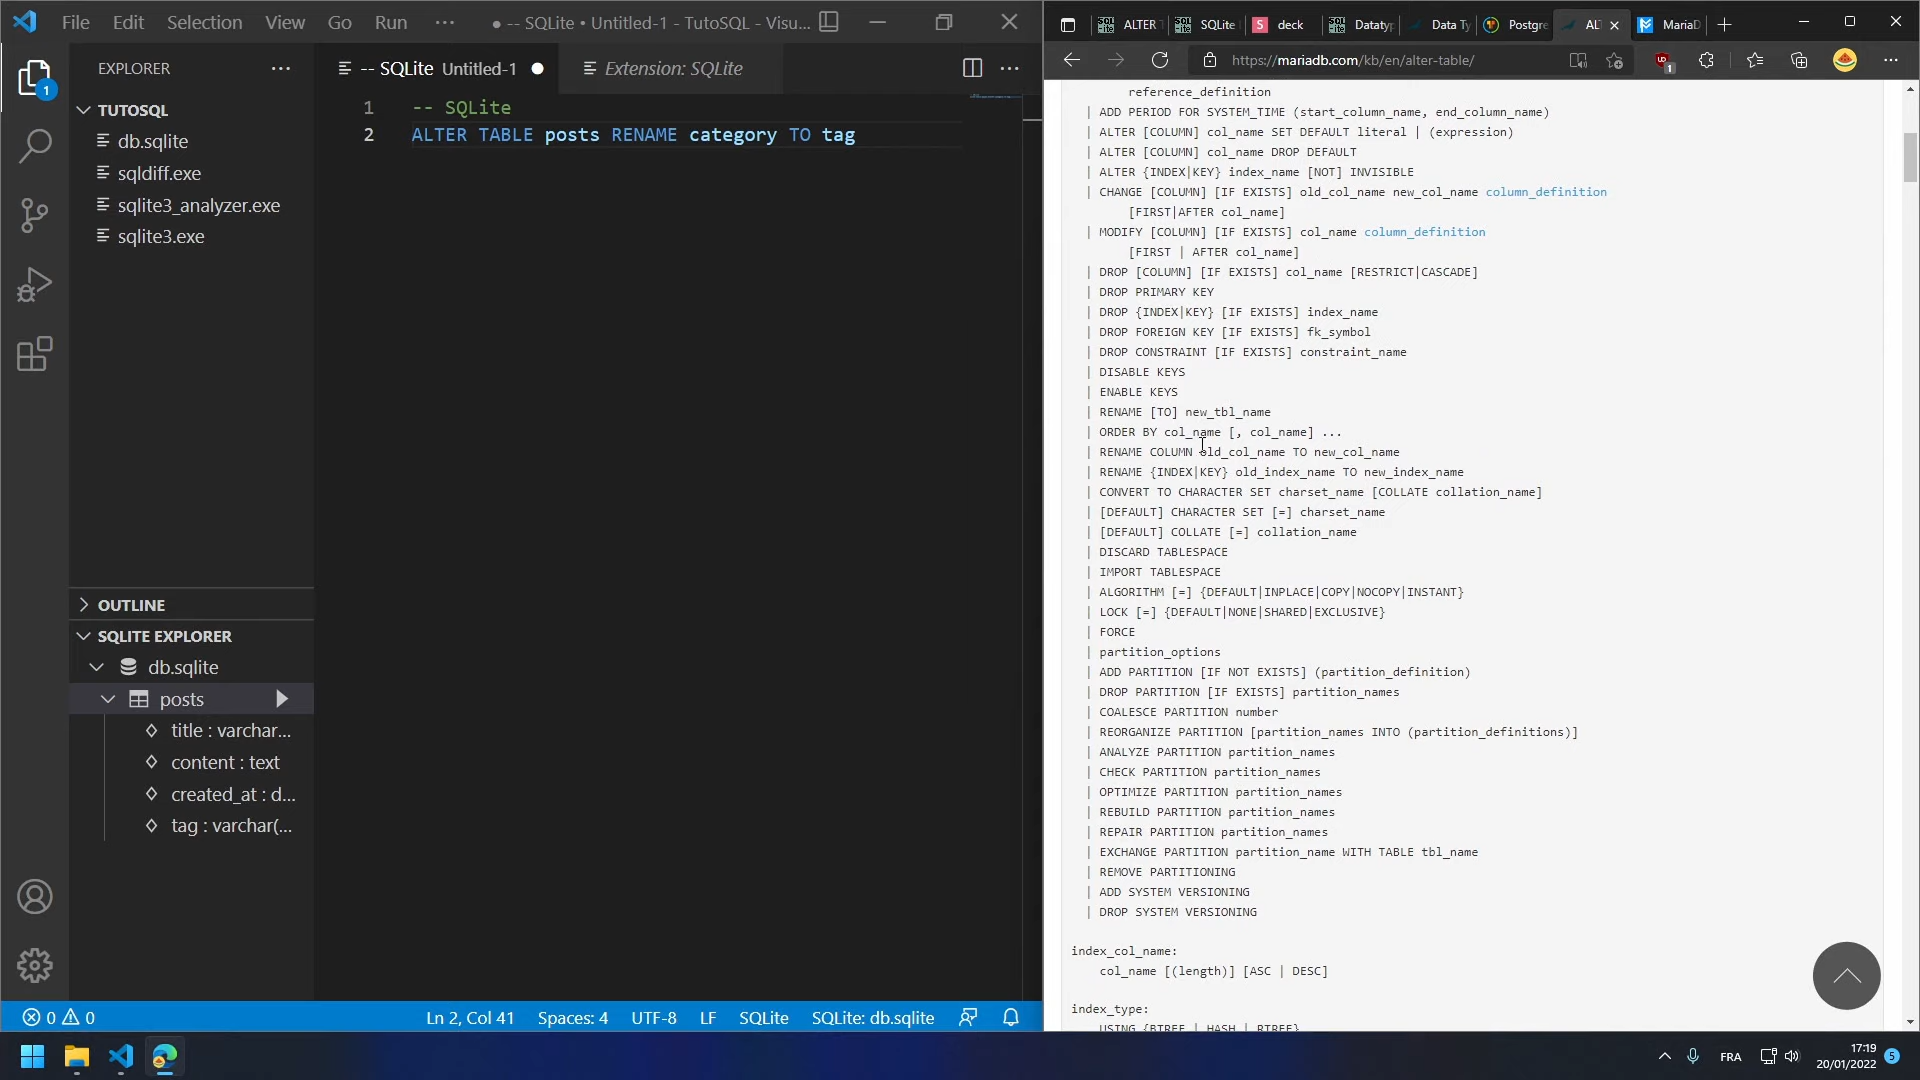 File Edit Selection View Go Run ··· ● -- SQLite • Untitled-1 - TutoSQL - Visu...
EXPLORER ···
TUTOSQL
db.sqlite
sqldiff.exe
sqlite3_analyzer.exe
sqlite3.exe
OUTLINE
SQLITE EXPLORER
db.sqlite
posts
title : varchar...
content : text
created_at : d...
tag : varchar(...
1
-- SQLite Untitled-1 ●
Extension: SQLite
1 -- SQLite
2 ALTER TABLE posts RENAME category TO tag
0 0
Ln 2, Col 41 Spaces: 4 UTF-8 LF SQLite SQLite: db.sqlite
ALTER SQLite deck Dataty Data Ty Postgre ALT MariaD
https://mariadb.com/kb/en/alter-table/
1
reference_definition
| ADD PERIOD FOR SYSTEM_TIME (start_column_name, end_column_name)
| ALTER [COLUMN] col_name SET DEFAULT literal | (expression)
| ALTER [COLUMN] col_name DROP DEFAULT
| ALTER {INDEX|KEY} index_name [NOT] INVISIBLE
| CHANGE [COLUMN] [IF EXISTS] old_col_name new_col_name column_definition
[FIRST|AFTER col_name]
| MODIFY [COLUMN] [IF EXISTS] col_name column_definition
[FIRST | AFTER col_name]
| DROP [COLUMN] [IF EXISTS] col_name [RESTRICT|CASCADE]
| DROP PRIMARY KEY
| DROP {INDEX|KEY} [IF EXISTS] index_name
| DROP FOREIGN KEY [IF EXISTS] fk_symbol
| DROP CONSTRAINT [IF EXISTS] constraint_name
| DISABLE KEYS
| ENABLE KEYS
| RENAME [TO] new_tbl_name
| ORDER BY col_name [, col_name] ...
| RENAME COLUMN old_col_name TO new_col_name
| RENAME {INDEX|KEY} old_index_name TO new_index_name
| CONVERT TO CHARACTER SET charset_name [COLLATE collation_name]
| [DEFAULT] CHARACTER SET [=] charset_name
| [DEFAULT] COLLATE [=] collation_name
| DISCARD TABLESPACE
| IMPORT TABLESPACE
| ALGORITHM [=] {DEFAULT|INPLACE|COPY|NOCOPY|INSTANT}
| LOCK [=] {DEFAULT|NONE|SHARED|EXCLUSIVE}
| FORCE
| partition_options
| ADD PARTITION [IF NOT EXISTS] (partition_definition)
| DROP PARTITION [IF EXISTS] partition_names
| COALESCE PARTITION number
| REORGANIZE PARTITION [partition_names INTO (partition_definitions)]
| ANALYZE PARTITION partition_names
| CHECK PARTITION partition_names
| OPTIMIZE PARTITION partition_names
| REBUILD PARTITION partition_names
| REPAIR PARTITION partition_names
| EXCHANGE PARTITION partition_name WITH TABLE tbl_name
| REMOVE PARTITIONING
| ADD SYSTEM VERSIONING
| DROP SYSTEM VERSIONING
index_col_name:
col_name [(length)] [ASC | DESC]
index_type:
USING {BTREE | HASH | RTREE}
FRA
17:19
20/01/2022
5